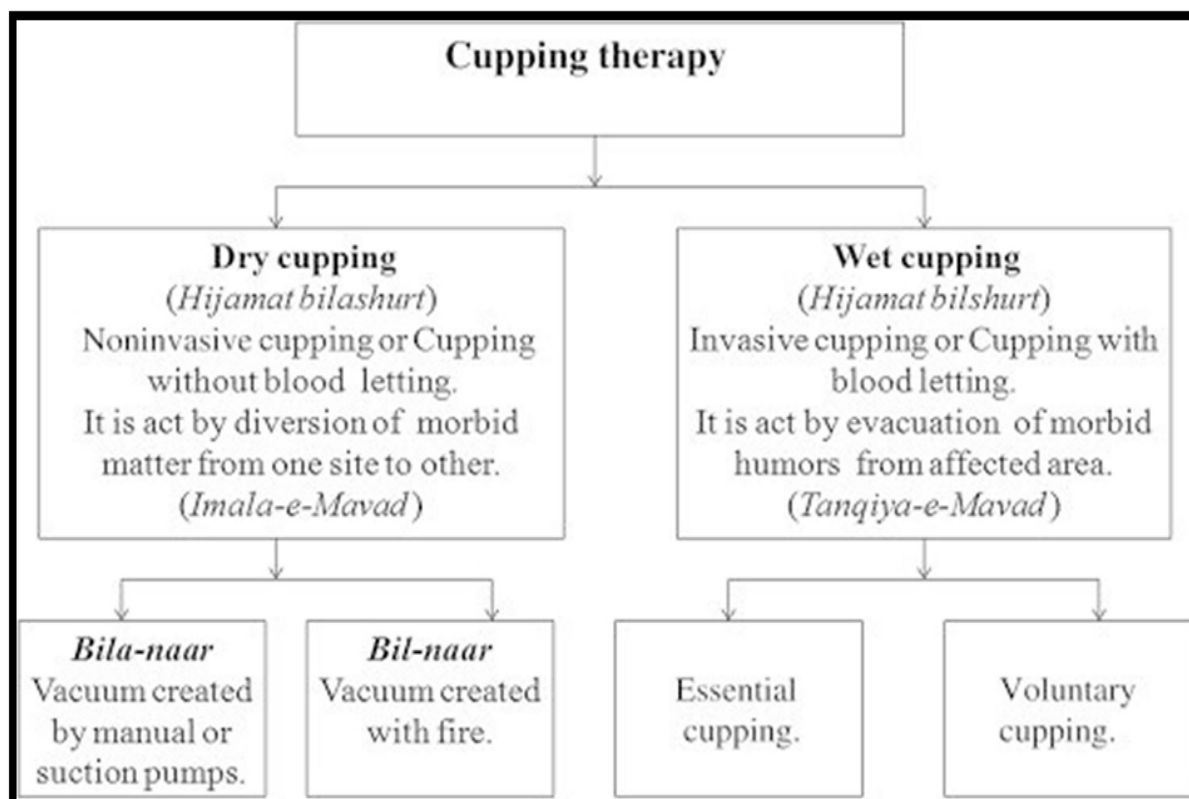 Cupping therapy
Dry cupping
(Hijamat bilashurt)
Noninvasive cupping or Cupping
without blood letting.
It is act by diversion of morbid
matter from one site to other.
(Imala-e-Mavad)
Wet cupping
(Hijamat bilshurt)
Invasive cupping or Cupping with
blood letting.
It is act by evacuation of morbid
humors from affected area.
(Tanqiya-e-Mavad)
Bila-naar
Vacuum created
by manual or
suction pumps.
Bil-naar
Vacuum created
with fire.
Essential
cupping.
Voluntary
cupping.